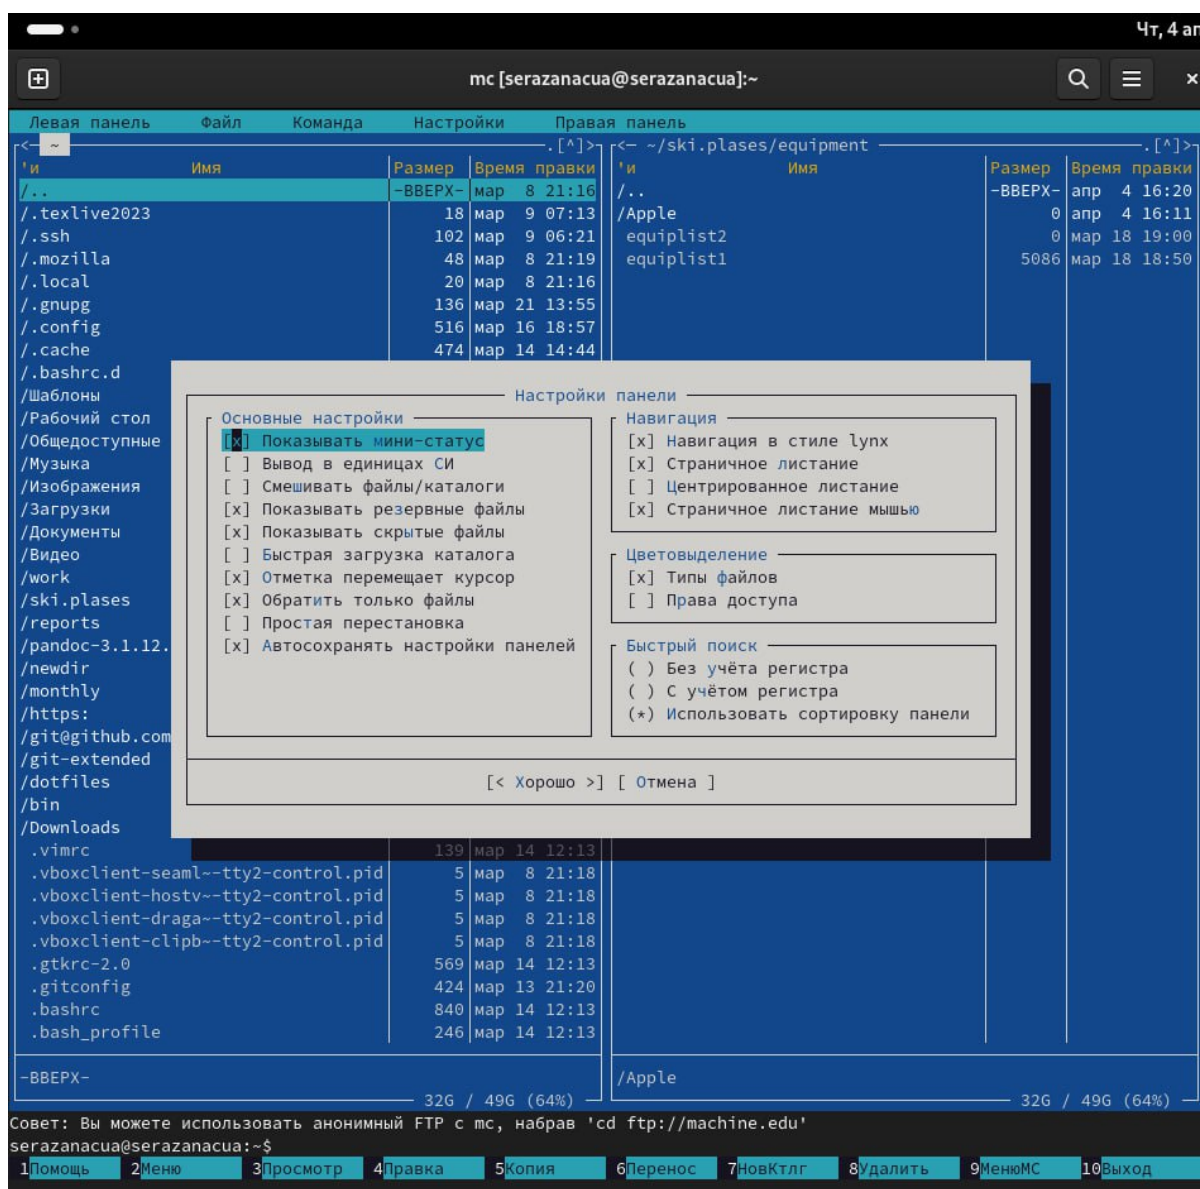 Чт, 4 ап
mc [serazanacua@serazanacua]:~
Левая панель Файл Команда Настройки Правая панель
<— ~ .[^]> <— ~/ski.plases/equipment .[^]>
'и Имя Размер Время правки 'и Имя Размер Время правки
/.. -ВВЕРХ- мар 8 21:16 /.. -ВВЕРХ- апр 4 16:20
/.texlive2023 18 мар 9 07:13 /Apple 0 апр 4 16:11
/.ssh 102 мар 9 06:21 equiplist2 0 мар 18 19:00
/.mozilla 48 мар 8 21:19 equiplist1 5086 мар 18 18:50
/.local 20 мар 8 21:16
/.gnupg 136 мар 21 13:55
/.config 516 мар 16 18:57
/.cache 474 мар 14 14:44
/.bashrc.d
/Шаблоны Настройки панели
/Рабочий стол Основные настройки Навигация
/Общедоступные [x] Показывать мини-статус [x] Навигация в стиле lynx
/Музыка [ ] Вывод в единицах СИ [x] Страничное листание
/Изображения [ ] Смешивать файлы/каталоги [ ] Центрированное листание
/Загрузки [x] Показывать резервные файлы [x] Страничное листание мышью
/Документы [x] Показывать скрытые файлы
/Видео [ ] Быстрая загрузка каталога Цветовыделение
/work [x] Отметка перемещает курсор [x] Типы файлов
/ski.plases [x] Обратить только файлы [ ] Права доступа
/reports [ ] Простая перестановка
/pandoc-3.1.12. [x] Автосохранять настройки панелей Быстрый поиск
/newdir ( ) Без учёта регистра
/monthly ( ) С учётом регистра
/https: (*) Использовать сортировку панели
/git@github.com
/git-extended
/dotfiles [< Хорошо >] [ Отмена ]
/bin
/Downloads
.vimrc 139 мар 14 12:13
.vboxclient-seaml~-tty2-control.pid 5 мар 8 21:18
.vboxclient-hostv~-tty2-control.pid 5 мар 8 21:18
.vboxclient-draga~-tty2-control.pid 5 мар 8 21:18
.vboxclient-clipb~-tty2-control.pid 5 мар 8 21:18
.gtkrc-2.0 569 мар 14 12:13
.gitconfig 424 мар 13 21:20
.bashrc 840 мар 14 12:13
.bash_profile 246 мар 14 12:13
-ВВЕРХ- /Apple
32G / 49G (64%) 32G / 49G (64%)
Совет: Вы можете использовать анонимный FTP с mc, набрав 'cd ftp://machine.edu'
serazanacua@serazanacua:~$
1Помощь 2Меню 3Просмотр 4Правка 5Копия 6Перенос 7НовКтлг 8Удалить 9МенюMC 10Выход